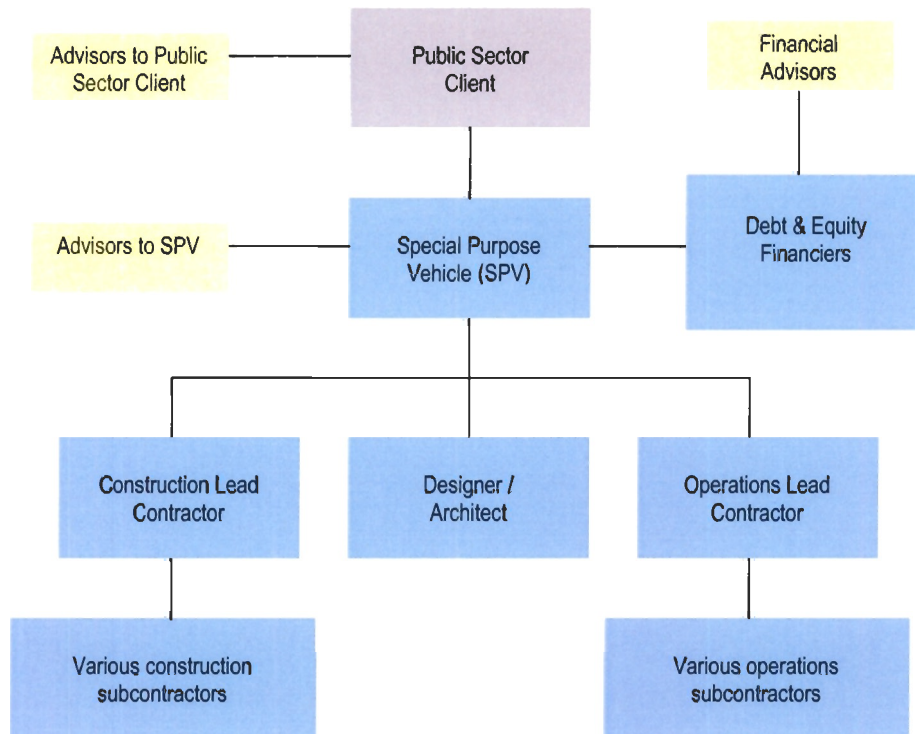 Advisors to Public
Sector Client
Public Sector
Client
Financial
Advisors
Advisors to SPV
Special Purpose
Vehicle (SPV)
Debt & Equity
Financiers
Construction Lead
Contractor
Designer /
Architect
Operations Lead
Contractor
Various construction
subcontractors
Various operations
subcontractors